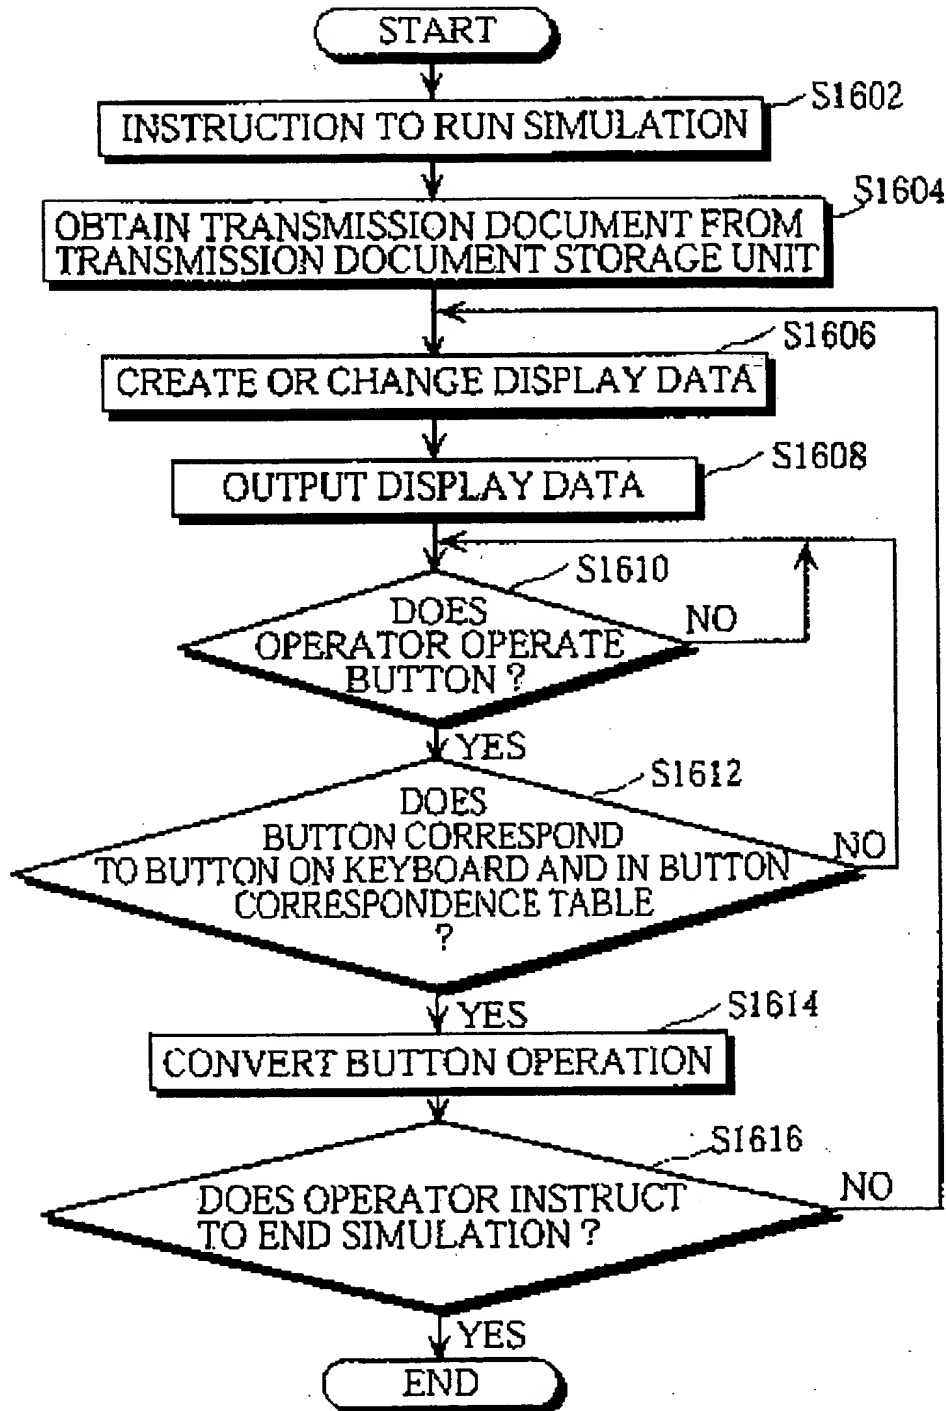 START
S1602
INSTRUCTION TO RUN SIMULATION
S1604
OBTAIN TRANSMISSION DOCUMENT FROM
TRANSMISSION DOCUMENT STORAGE UNIT
S1606
CREATE OR CHANGE DISPLAY DATA
S1608
OUTPUT DISPLAY DATA
S1610
DOES
OPERATOR OPERATE
BUTTON ?
NO
YES
S1612
DOES
BUTTON CORRESPOND
TO BUTTON ON KEYBOARD AND IN BUTTON
CORRESPONDENCE TABLE
?
NO
YES
S1614
CONVERT BUTTON OPERATION
S1616
DOES OPERATOR INSTRUCT
TO END SIMULATION ?
NO
YES
END